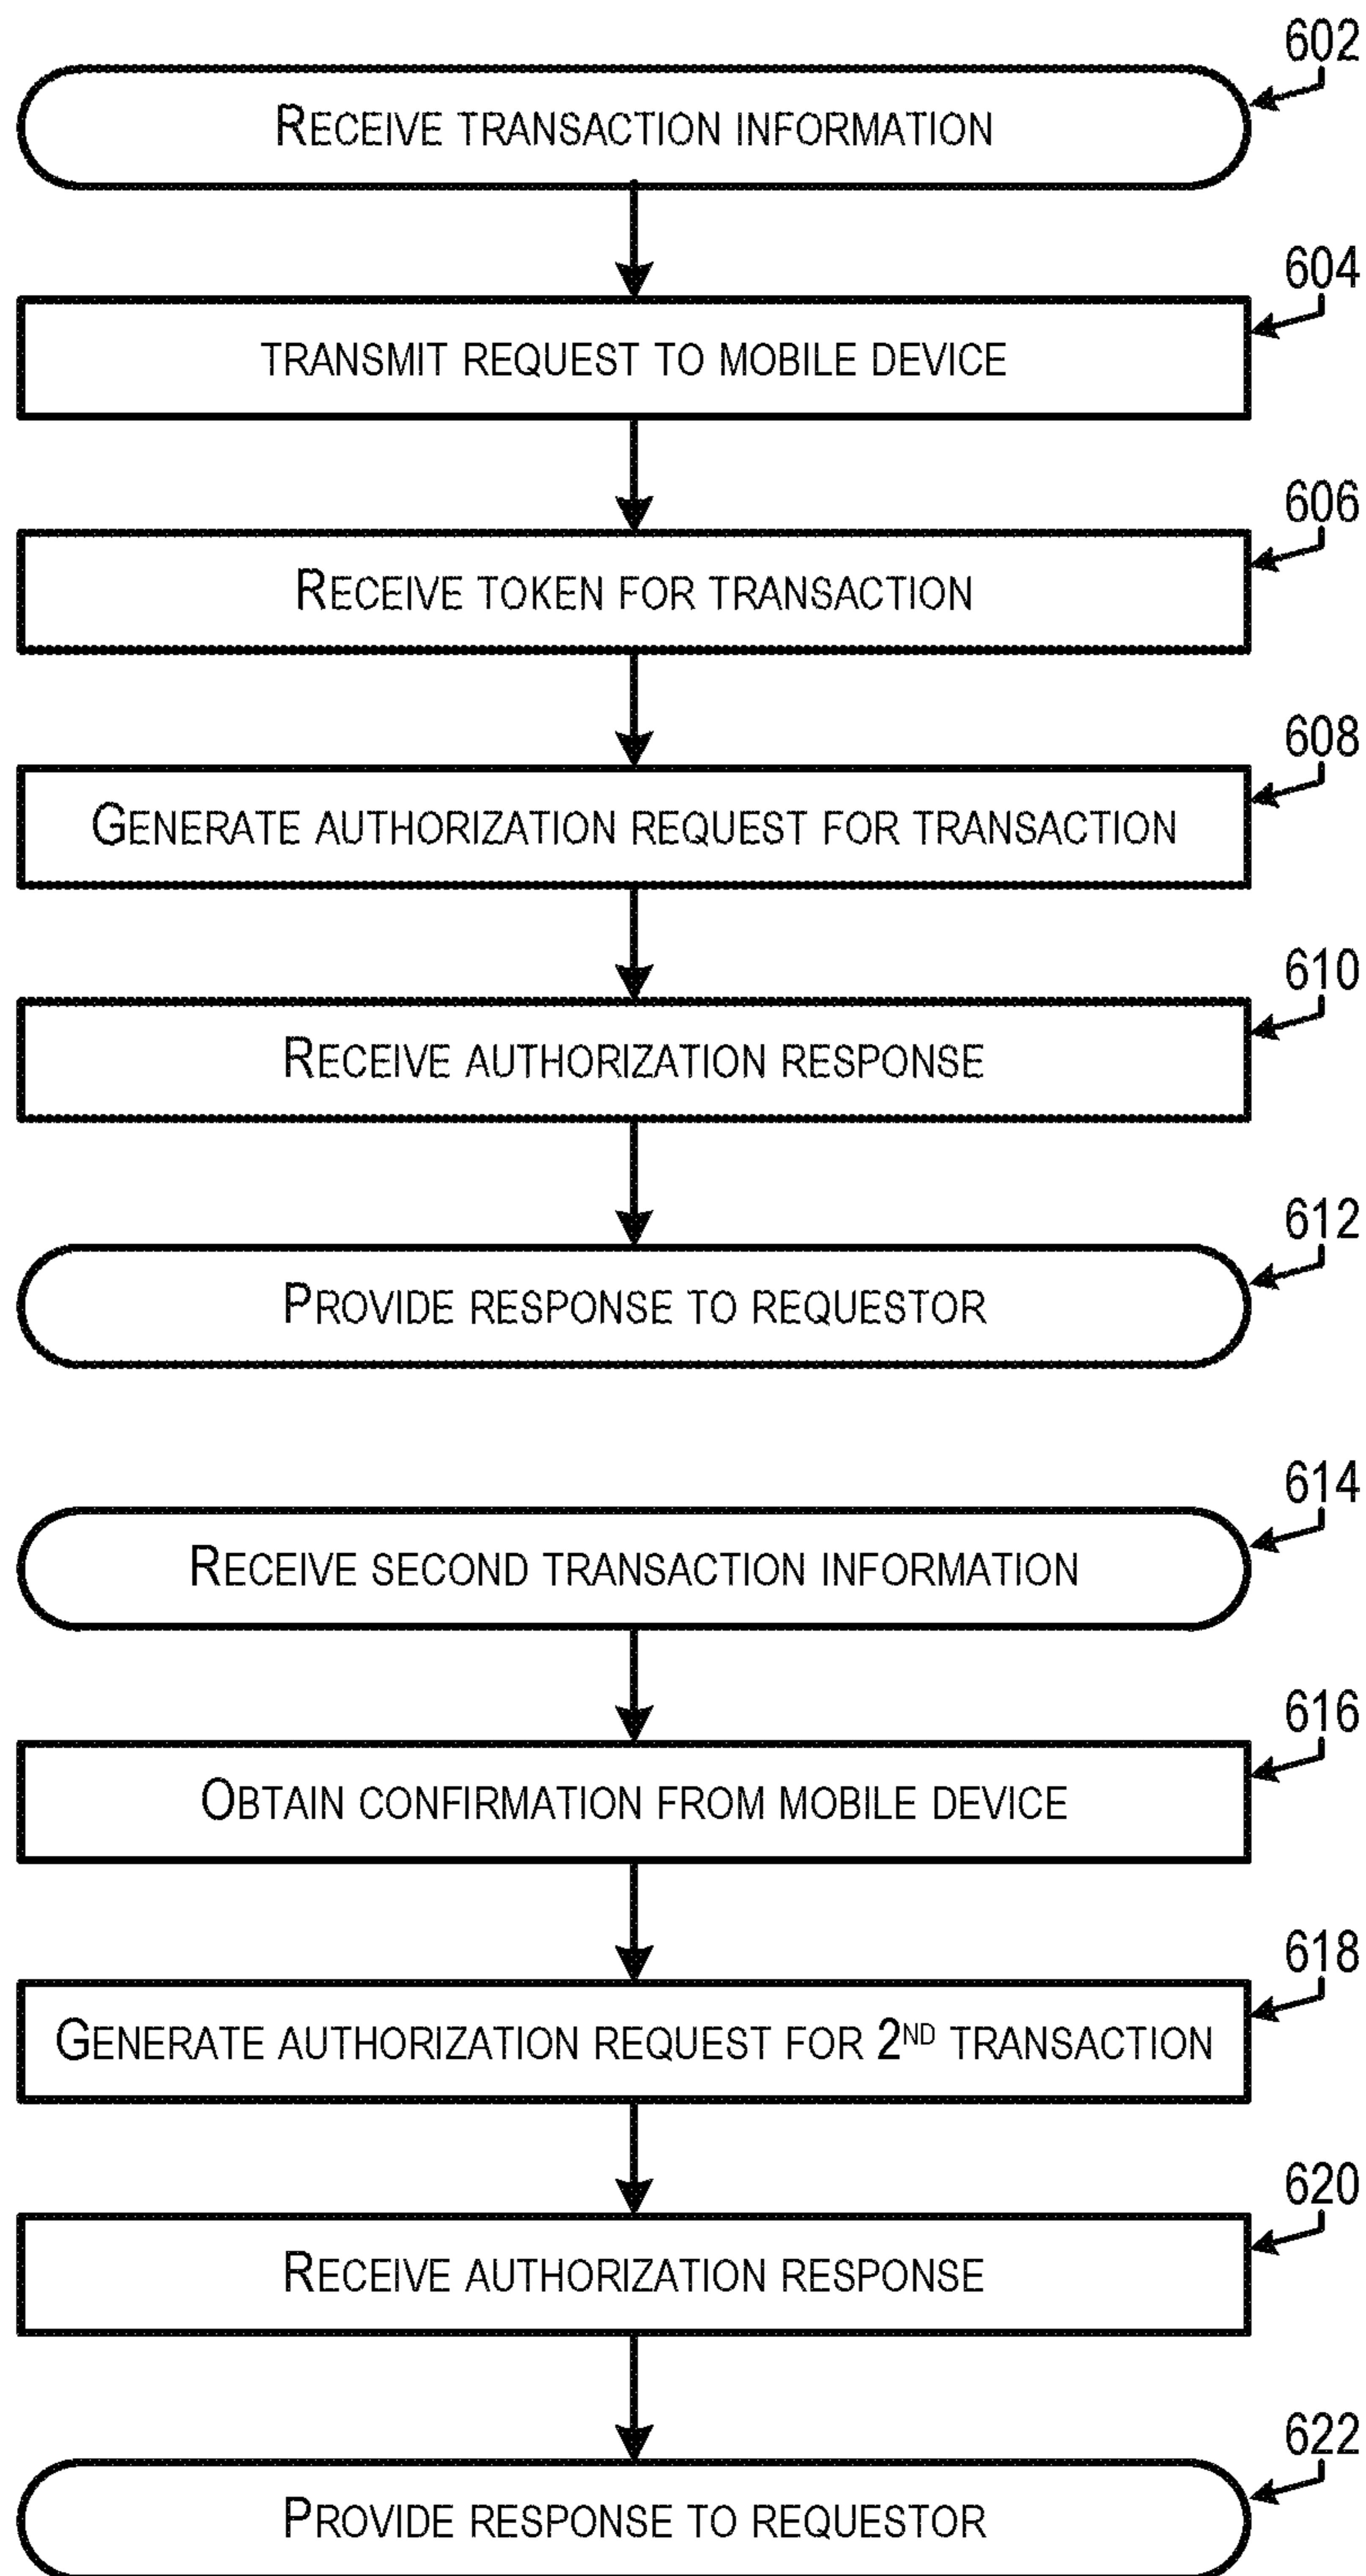 602
RECEIVE TRANSACTION INFORMATION
604
TRANSMIT REQUEST TO MOBILE DEVICE
606
RECEIVE TOKEN FOR TRANSACTION
608
GENERATE AUTHORIZATION REQUEST FOR TRANSACTION
610
RECEIVE AUTHORIZATION RESPONSE
612
PROVIDE RESPONSE TO REQUESTOR
614
RECEIVE SECOND TRANSACTION INFORMATION
616
OBTAIN CONFIRMATION FROM MOBILE DEVICE
618
GENERATE AUTHORIZATION REQUEST FOR 2ND TRANSACTION
620
RECEIVE AUTHORIZATION RESPONSE
622
PROVIDE RESPONSE TO REQUESTOR